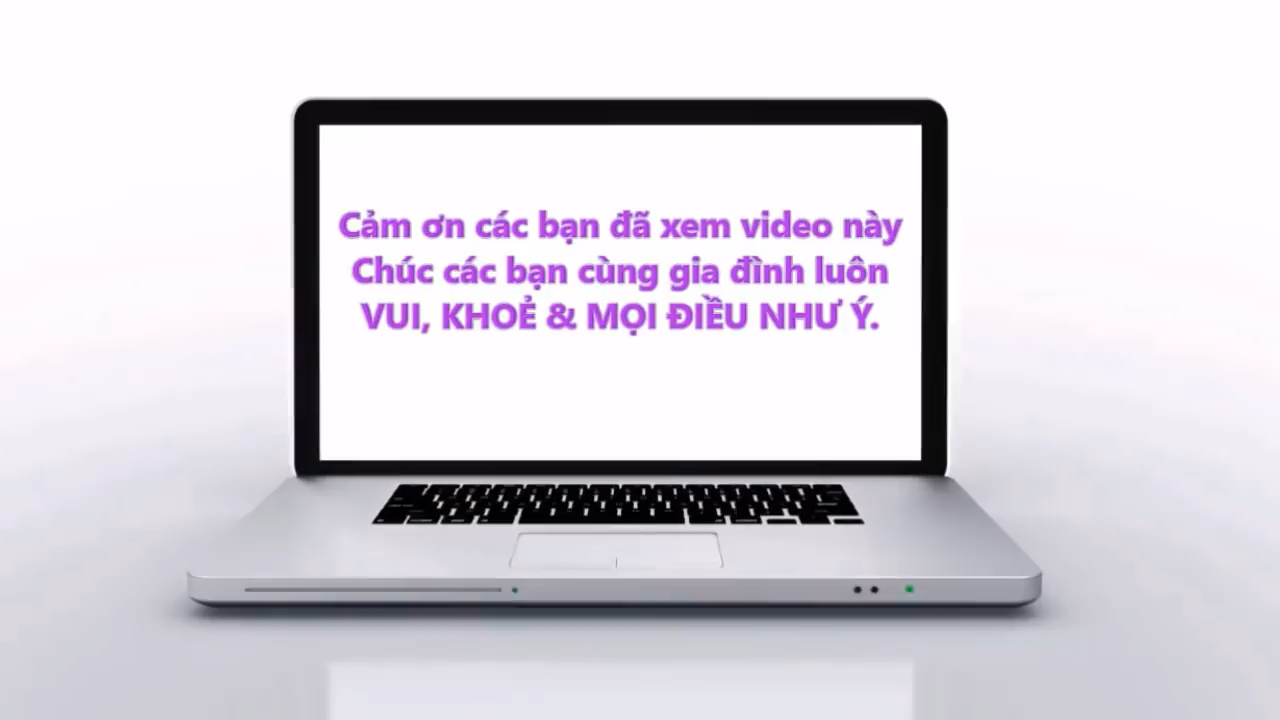 Cảm ơn các bạn đã xem video này
Chúc các bạn cùng gia đình luôn
VUI, KHOẺ & MỌI ĐIỀU NHƯ Ý.